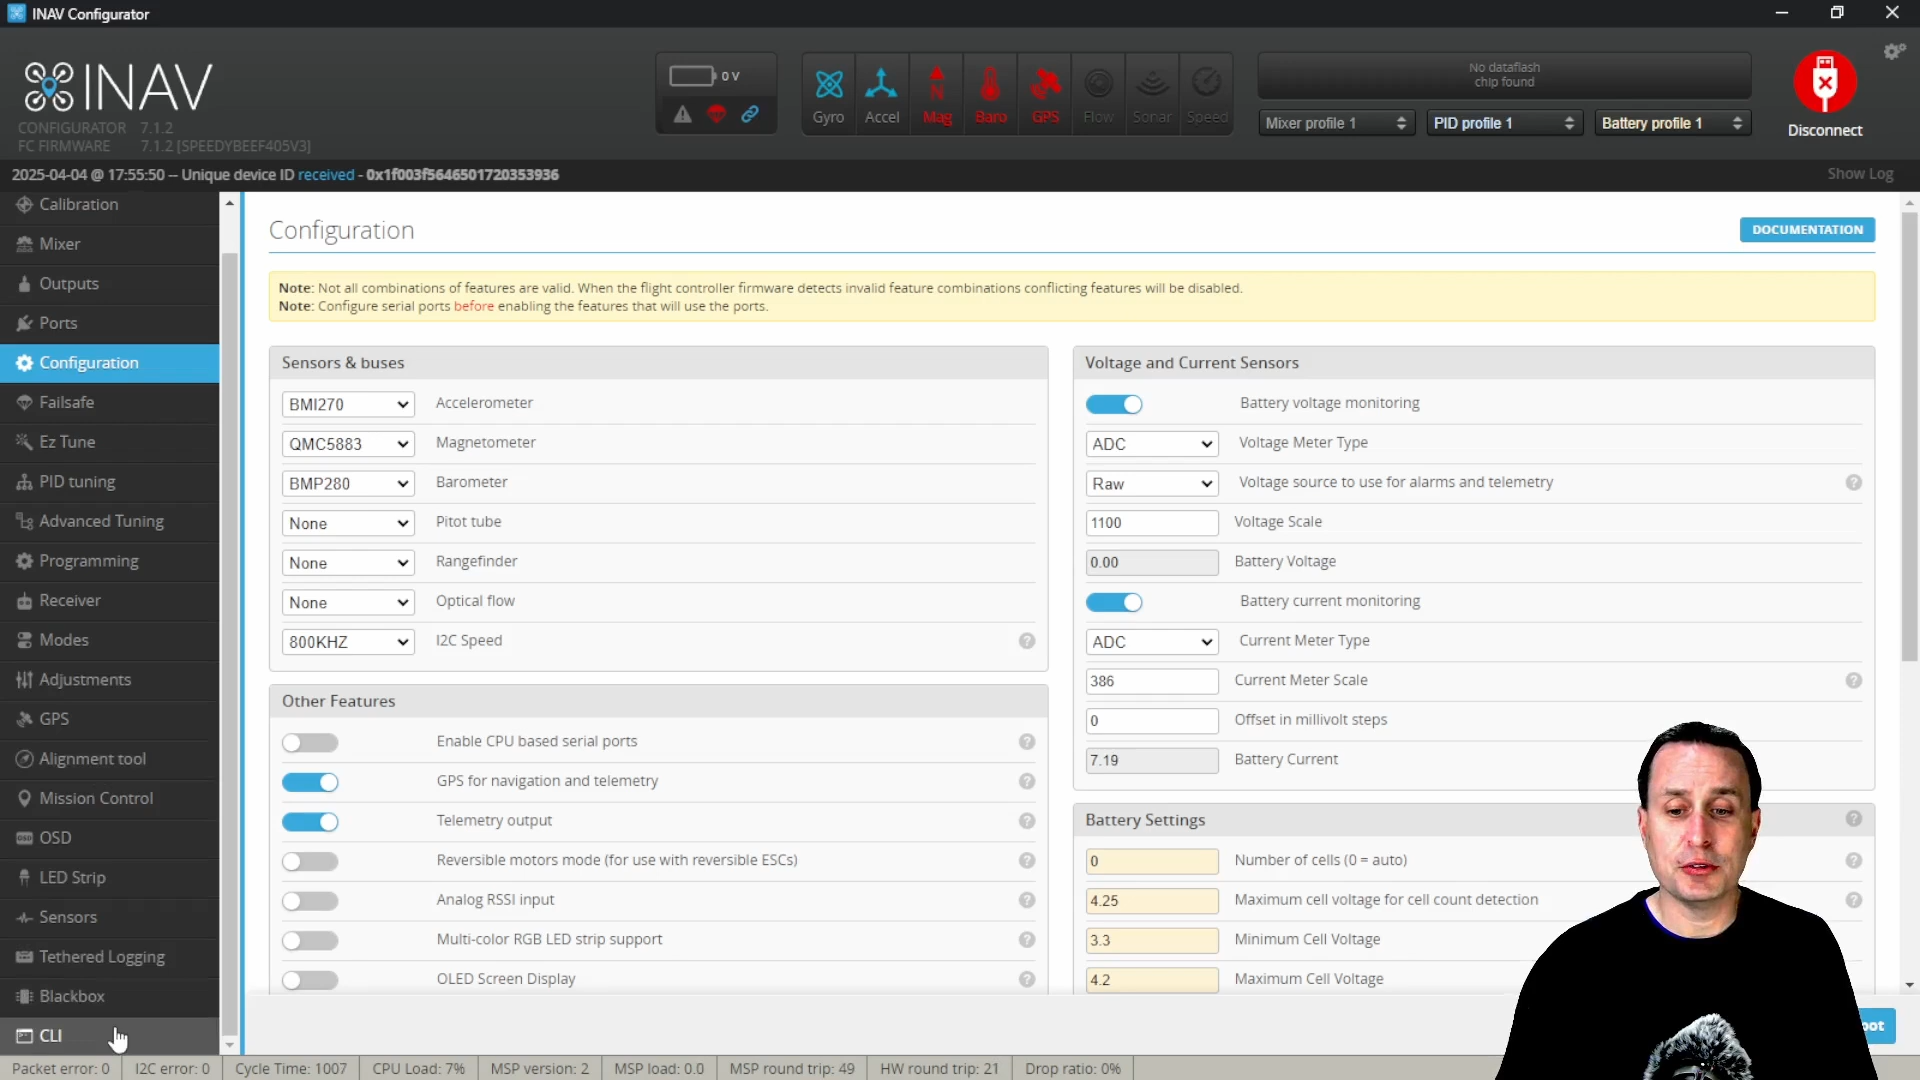 INAV Configurator
INAV
CONFIGURATOR 7.1.2
FC FIRMWARE 7.1.2 [SPEEDYBEEF405V3]
0 V
Gyro
Accel
Mag
Baro
GPS
Flow
Sonar
Speed
No dataflash
chip found
Mixer profile 1
PID profile 1
Battery profile 1
Disconnect
2025-04-04 @ 17:55:50 -- Unique device ID received - 0x1f003f5646501720353936
Show Log
Calibration
Mixer
Outputs
Ports
Configuration
Failsafe
Ez Tune
PID tuning
Advanced Tuning
Programming
Receiver
Modes
Adjustments
GPS
Alignment tool
Mission Control
OSD
LED Strip
Sensors
Tethered Logging
Blackbox
CLI
Configuration
DOCUMENTATION
Note: Not all combinations of features are valid. When the flight controller firmware detects invalid feature combinations conflicting features will be disabled.
Note: Configure serial ports before enabling the features that will use the ports.
Sensors & buses
BMI270 Accelerometer
QMC5883 Magnetometer
BMP280 Barometer
None Pitot tube
None Rangefinder
None Optical flow
800KHZ I2C Speed
Other Features
Enable CPU based serial ports
GPS for navigation and telemetry
Telemetry output
Reversible motors mode (for use with reversible ESCs)
Analog RSSI input
Multi-color RGB LED strip support
OLED Screen Display
Voltage and Current Sensors
Battery voltage monitoring
ADC Voltage Meter Type
Raw Voltage source to use for alarms and telemetry
1100 Voltage Scale
0.00 Battery Voltage
Battery current monitoring
ADC Current Meter Type
386 Current Meter Scale
0 Offset in millivolt steps
7.19 Battery Current
Battery Settings
0 Number of cells (0 = auto)
4.25 Maximum cell voltage for cell count detection
3.3 Minimum Cell Voltage
4.2 Maximum Cell Voltage
Packet error: 0
I2C error: 0
Cycle Time: 1007
CPU Load: 7%
MSP version: 2
MSP load: 0.0
MSP round trip: 49
HW round trip: 21
Drop ratio: 0%